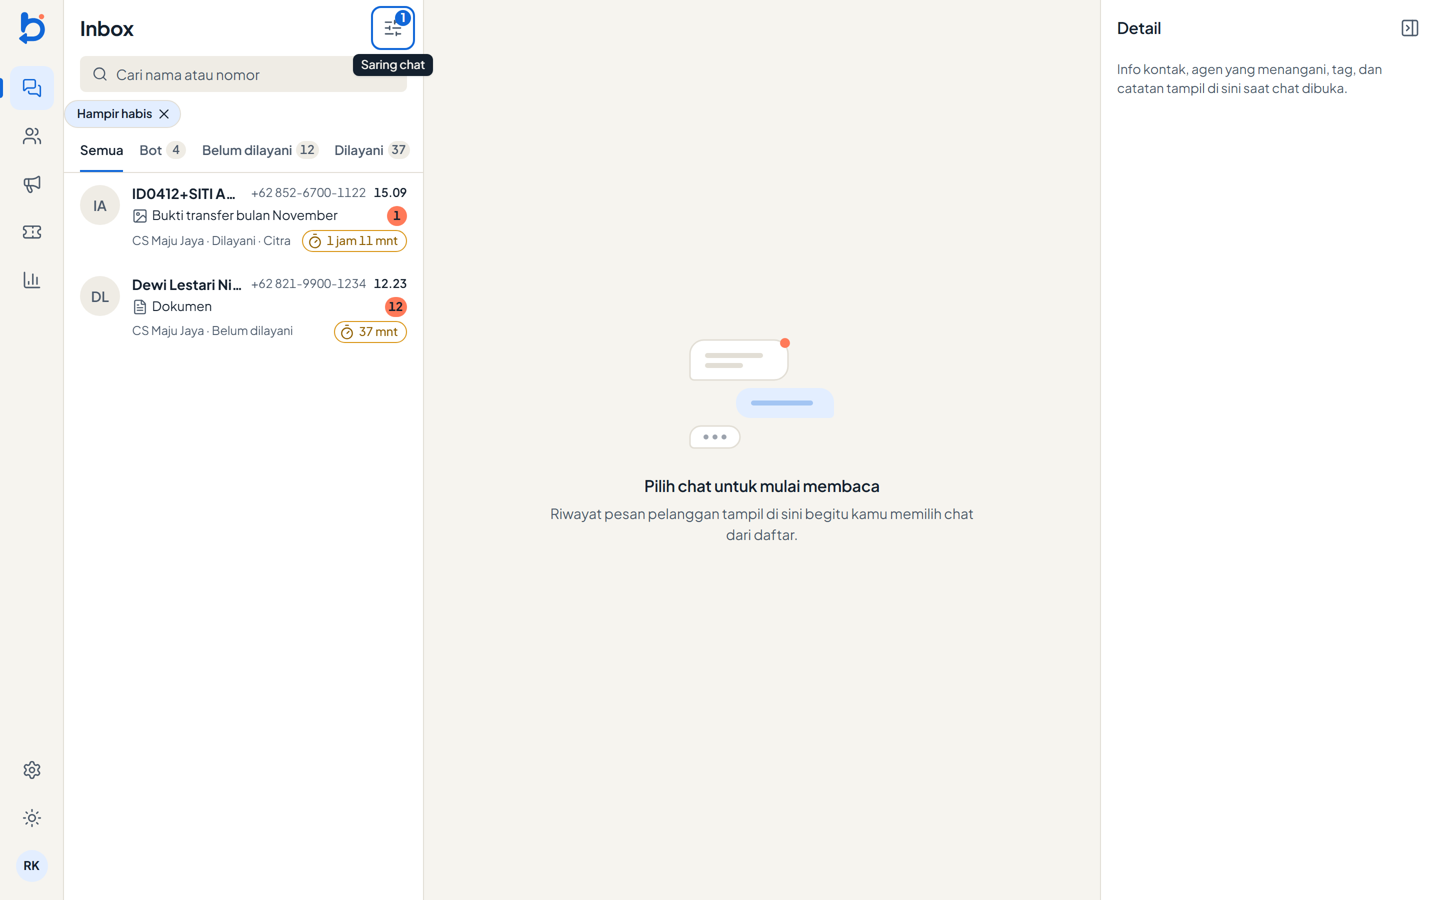 Inbox
1
Saring chat
Cari nama atau nomor
Hampir habis
Semua
Bot 4
Belum dilayani 12
Dilayani 37
IA
ID0412+SITI A... +62 852-6700-1122 15.09
Bukti transfer bulan November 1
CS Maju Jaya · Dilayani · Citra 1 jam 11 mnt
DL
Dewi Lestari Ni... +62 821-9900-1234 12.23
Dokumen 12
CS Maju Jaya · Belum dilayani 37 mnt
RK
Pilih chat untuk mulai membaca
Riwayat pesan pelanggan tampil di sini begitu kamu memilih chat
dari daftar.
Detail
Info kontak, agen yang menangani, tag, dan
catatan tampil di sini saat chat dibuka.